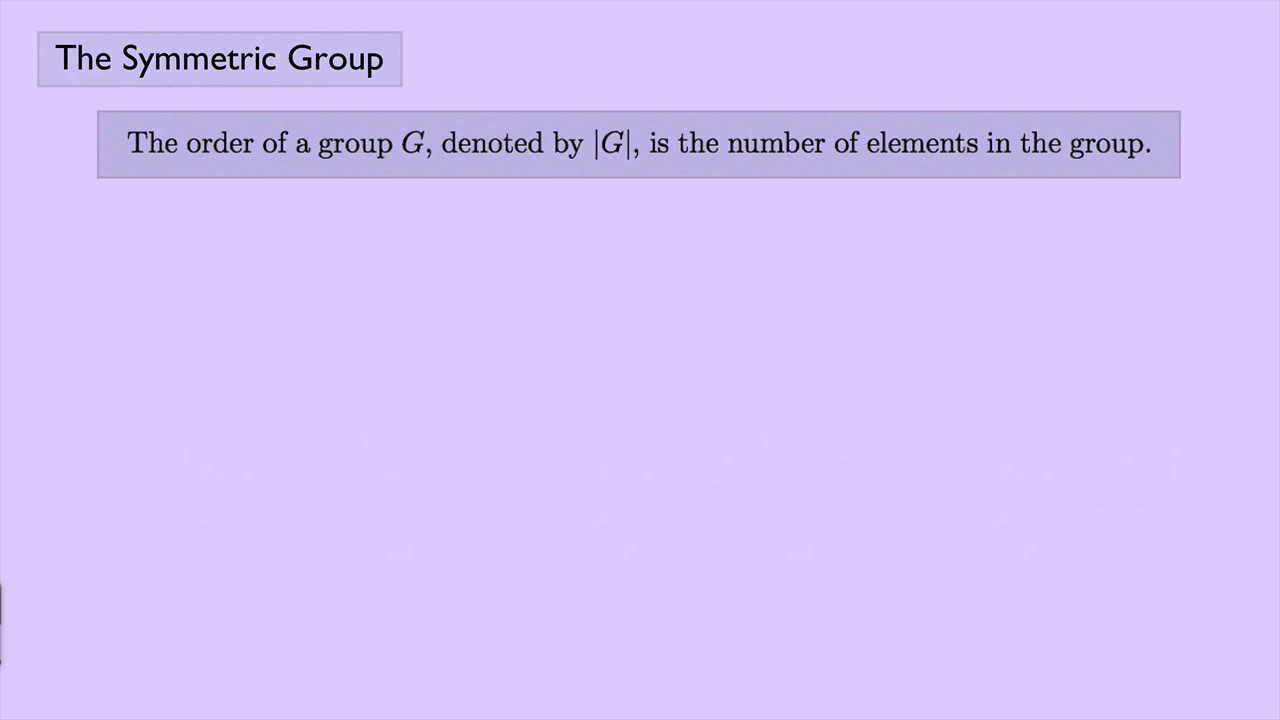 The Symmetric Group
The order of a group G, denoted by |G|, is the number of elements in the group.